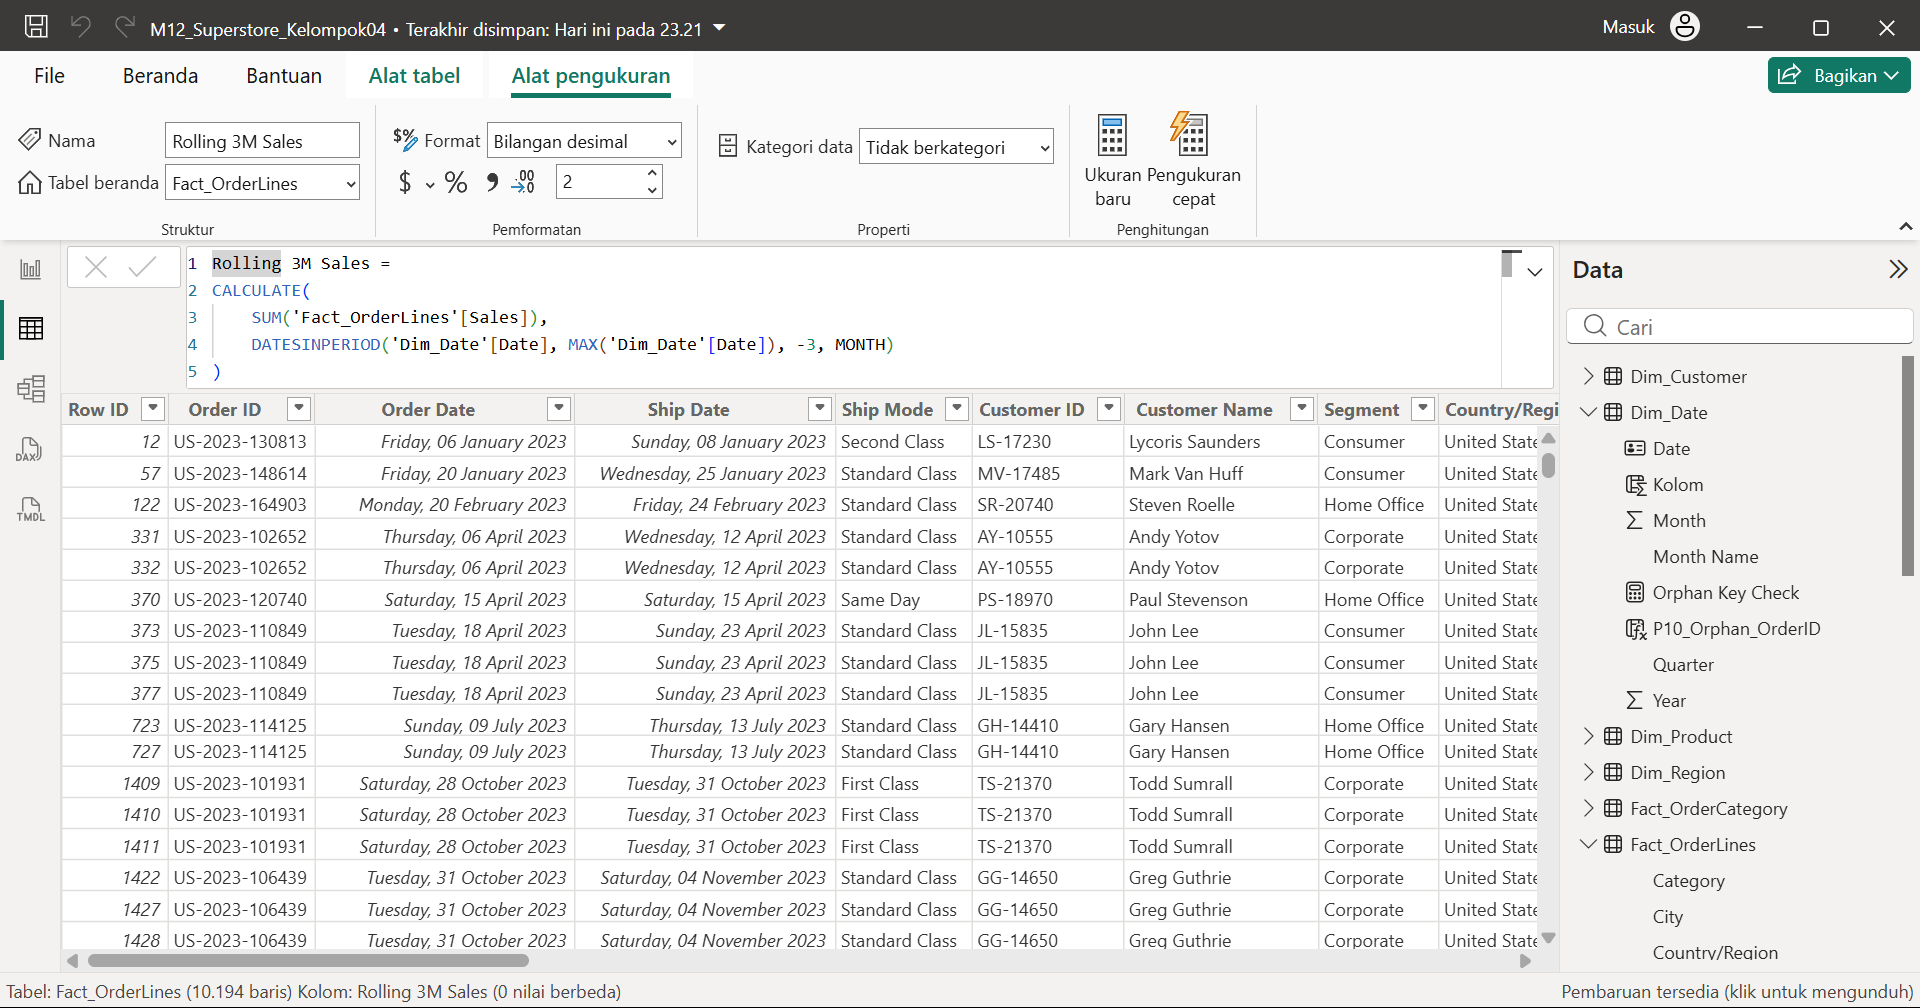 M12_Superstore_Kelompok04 • Terakhir disimpan: Hari ini pada 23.21
Masuk
File Beranda Bantuan Alat tabel Alat pengukuran
Bagikan
Nama Rolling 3M Sales
Tabel beranda Fact_OrderLines
Struktur
Format Bilangan desimal
$ % 9 .00 →.0 2
Pemformatan
Kategori data Tidak berkategori
Properti
Ukuran baru
Pengukuran cepat
Penghitungan
1 Rolling 3M Sales =
2 CALCULATE(
3 SUM('Fact_OrderLines'[Sales]),
4 DATESINPERIOD('Dim_Date'[Date], MAX('Dim_Date'[Date]), -3, MONTH)
5 )
DAX
TMDL
Row ID Order ID Order Date Ship Date Ship Mode Customer ID Customer Name Segment Country/Regi
12 US-2023-130813 Friday, 06 January 2023 Sunday, 08 January 2023 Second Class LS-17230 Lycoris Saunders Consumer United State
57 US-2023-148614 Friday, 20 January 2023 Wednesday, 25 January 2023 Standard Class MV-17485 Mark Van Huff Consumer United State
122 US-2023-164903 Monday, 20 February 2023 Friday, 24 February 2023 Standard Class SR-20740 Steven Roelle Home Office United State
331 US-2023-102652 Thursday, 06 April 2023 Wednesday, 12 April 2023 Standard Class AY-10555 Andy Yotov Corporate United State
332 US-2023-102652 Thursday, 06 April 2023 Wednesday, 12 April 2023 Standard Class AY-10555 Andy Yotov Corporate United State
370 US-2023-120740 Saturday, 15 April 2023 Saturday, 15 April 2023 Same Day PS-18970 Paul Stevenson Home Office United State
373 US-2023-110849 Tuesday, 18 April 2023 Sunday, 23 April 2023 Standard Class JL-15835 John Lee Consumer United State
375 US-2023-110849 Tuesday, 18 April 2023 Sunday, 23 April 2023 Standard Class JL-15835 John Lee Consumer United State
377 US-2023-110849 Tuesday, 18 April 2023 Sunday, 23 April 2023 Standard Class JL-15835 John Lee Consumer United State
723 US-2023-114125 Sunday, 09 July 2023 Thursday, 13 July 2023 Standard Class GH-14410 Gary Hansen Home Office United State
727 US-2023-114125 Sunday, 09 July 2023 Thursday, 13 July 2023 Standard Class GH-14410 Gary Hansen Home Office United State
1409 US-2023-101931 Saturday, 28 October 2023 Tuesday, 31 October 2023 First Class TS-21370 Todd Sumrall Corporate United State
1410 US-2023-101931 Saturday, 28 October 2023 Tuesday, 31 October 2023 First Class TS-21370 Todd Sumrall Corporate United State
1411 US-2023-101931 Saturday, 28 October 2023 Tuesday, 31 October 2023 First Class TS-21370 Todd Sumrall Corporate United State
1422 US-2023-106439 Tuesday, 31 October 2023 Saturday, 04 November 2023 Standard Class GG-14650 Greg Guthrie Corporate United State
1427 US-2023-106439 Tuesday, 31 October 2023 Saturday, 04 November 2023 Standard Class GG-14650 Greg Guthrie Corporate United State
1428 US-2023-106439 Tuesday, 31 October 2023 Saturday, 04 November 2023 Standard Class GG-14650 Greg Guthrie Corporate United State
Data
Cari
Dim_Customer
Dim_Date
Date
Kolom
Month
Month Name
Orphan Key Check
P10_Orphan_OrderID
Quarter
Year
Dim_Product
Dim_Region
Fact_OrderCategory
Fact_OrderLines
Category
City
Country/Region
Tabel: Fact_OrderLines (10.194 baris) Kolom: Rolling 3M Sales (0 nilai berbeda)
Pembaruan tersedia (klik untuk mengunduh)